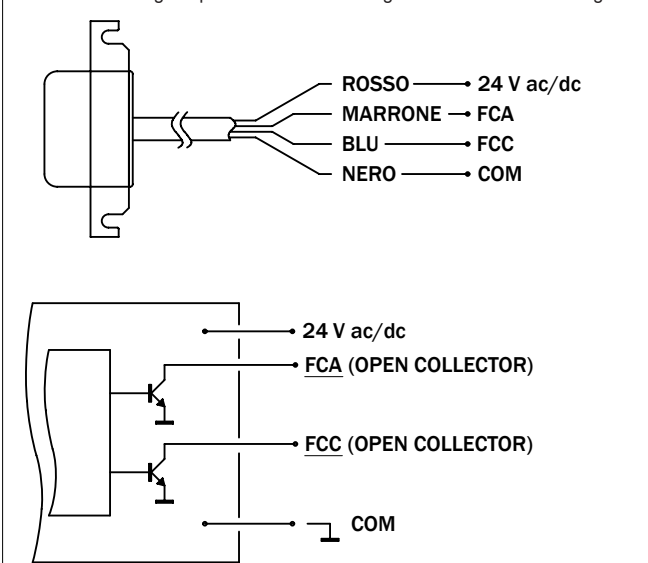 ROSSO 24 V ac/dc
MARRONE FCA
BLU FCC
NERO COM
24 V ac/dc
FCA (OPEN COLLECTOR)
FCC (OPEN COLLECTOR)
COM